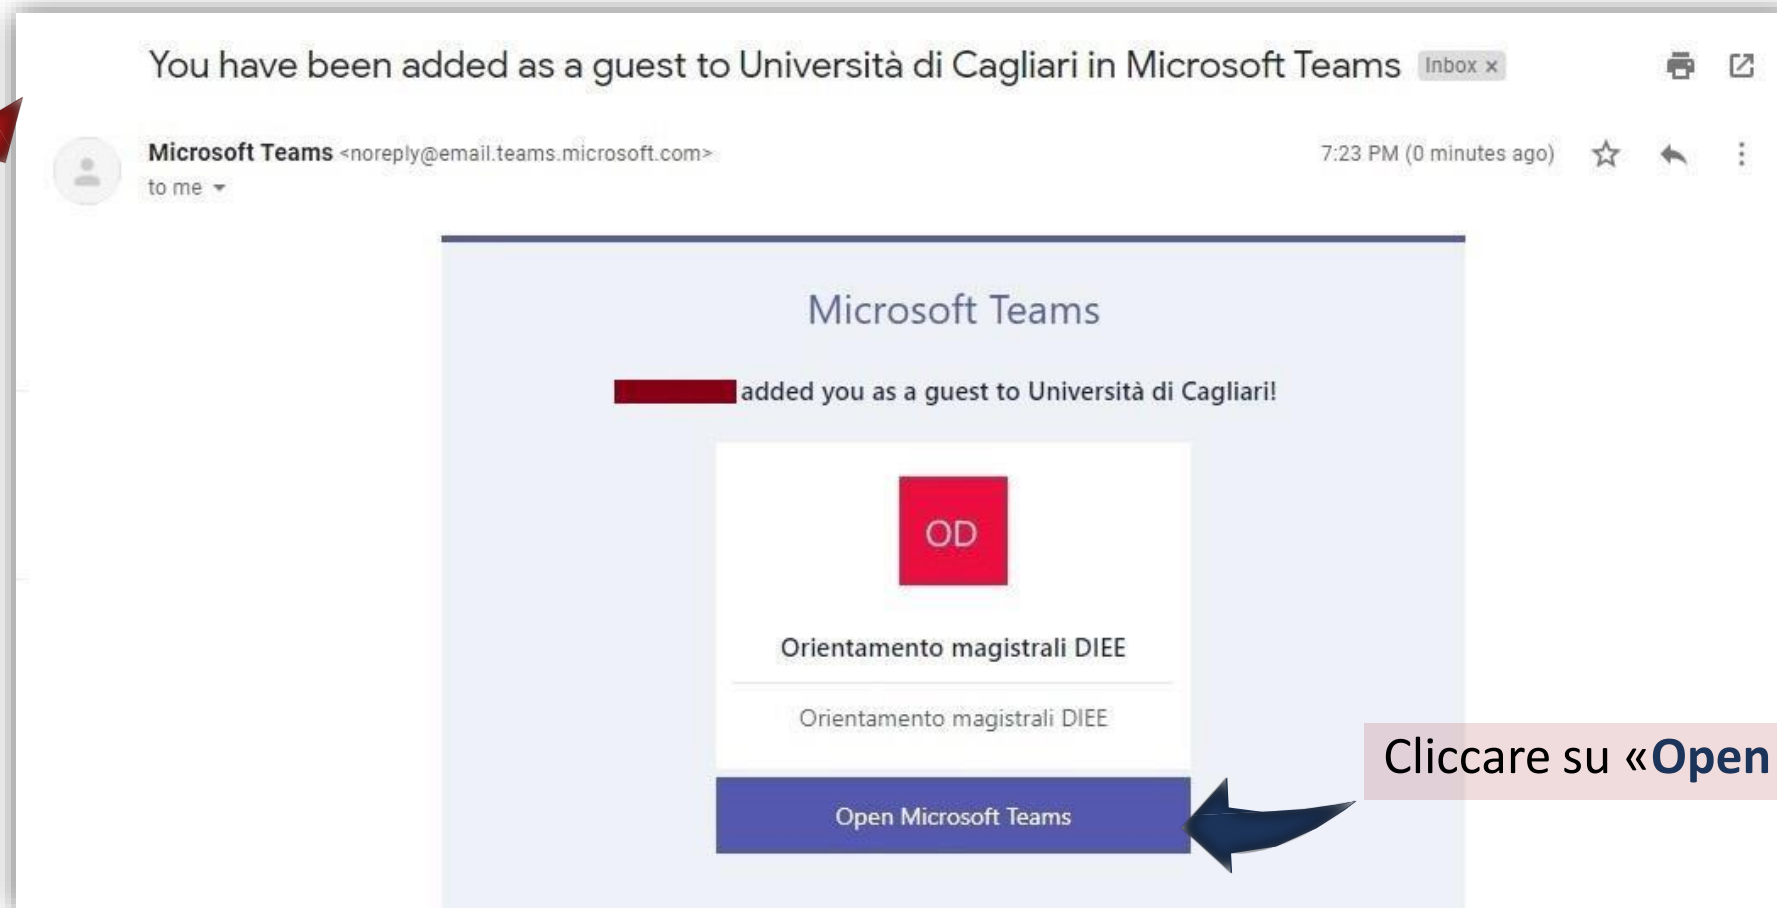 You have been added as a guest to Università di Cagliari in Microsoft Teams Inbox x
Microsoft Teams <noreply@email.teams.microsoft.com>
7:23 PM (0 minutes ago)
to me
Microsoft Teams
added you as a guest to Università di Cagliari!
OD
Orientamento magistrali DIEE
Orientamento magistrali DIEE
Cliccare su «Open
Open Microsoft Teams